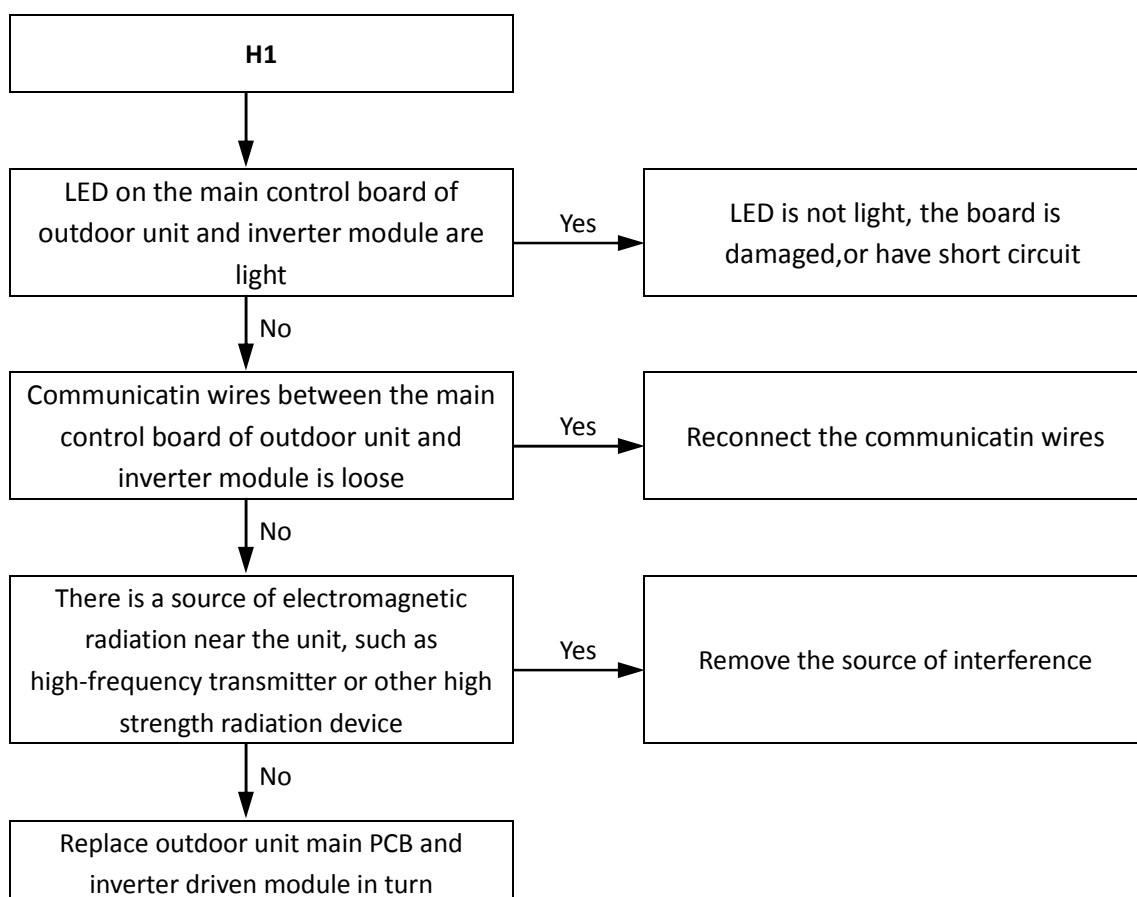 H1
LED on the main control board of
outdoor unit and inverter module are
light
Yes
LED is not light, the board is
damaged,or have short circuit
No
Communicatin wires between the main
control board of outdoor unit and
inverter module is loose
Yes
Reconnect the communicatin wires
No
There is a source of electromagnetic
radiation near the unit, such as
high-frequency transmitter or other high
strength radiation device
Yes
Remove the source of interference
No
Replace outdoor unit main PCB and
inverter driven module in turn